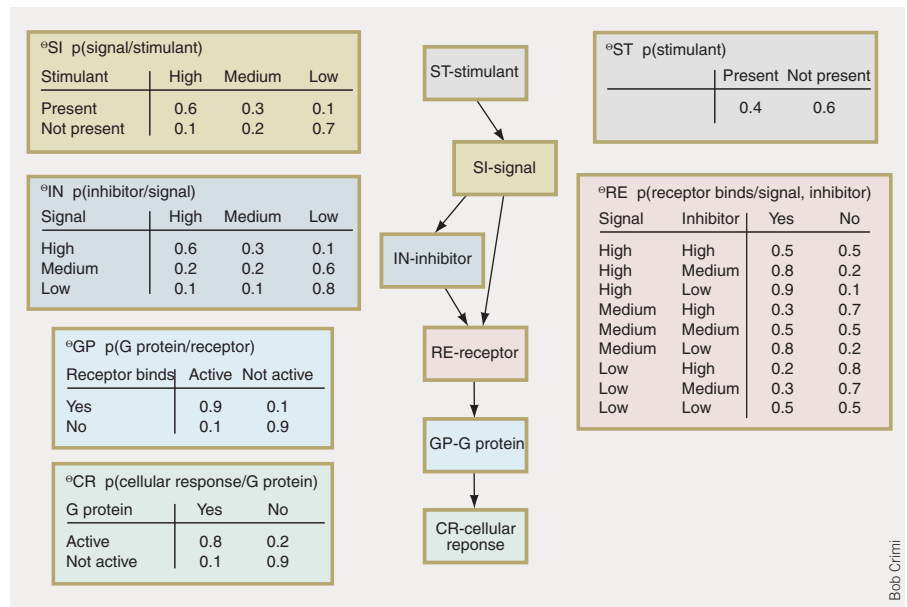 ᶱSI p(signal/stimulant)
Stimulant High Medium Low
Present 0.6 0.3 0.1
Not present 0.1 0.2 0.7
ST-stimulant
ᶱST p(stimulant)
Present Not present
0.4 0.6
SI-signal
ᶱIN p(inhibitor/signal)
Signal High Medium Low
High 0.6 0.3 0.1
Medium 0.2 0.2 0.6
Low 0.1 0.1 0.8
IN-inhibitor
ᶱRE p(receptor binds/signal, inhibitor)
Signal Inhibitor Yes No
High High 0.5 0.5
High Medium 0.8 0.2
High Low 0.9 0.1
Medium High 0.3 0.7
Medium Medium 0.5 0.5
Medium Low 0.8 0.2
Low High 0.2 0.8
Low Medium 0.3 0.7
Low Low 0.5 0.5
ᶱGP p(G protein/receptor)
Receptor binds Active Not active
Yes 0.9 0.1
No 0.1 0.9
RE-receptor
GP-G protein
ᶱCR p(cellular response/G protein)
G protein Yes No
Active 0.8 0.2
Not active 0.1 0.9
CR-cellular
reponse
Bob Crimi